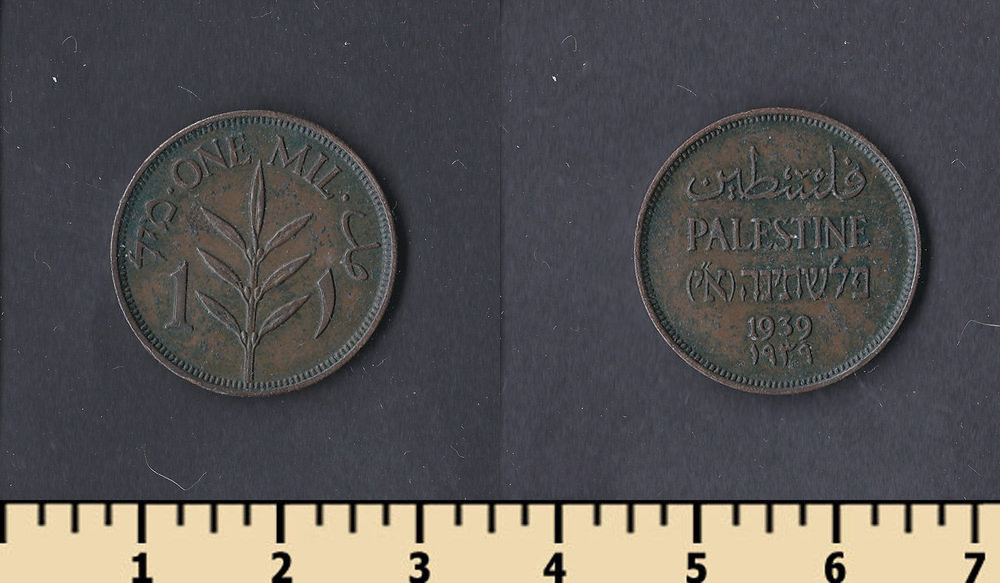 ONE MIL
מיל
مل
1 ١
فلسطين
PALESTINE
פלשתינה (א״י)
1939
١٩٣٩
1 2 3 4 5 6 7